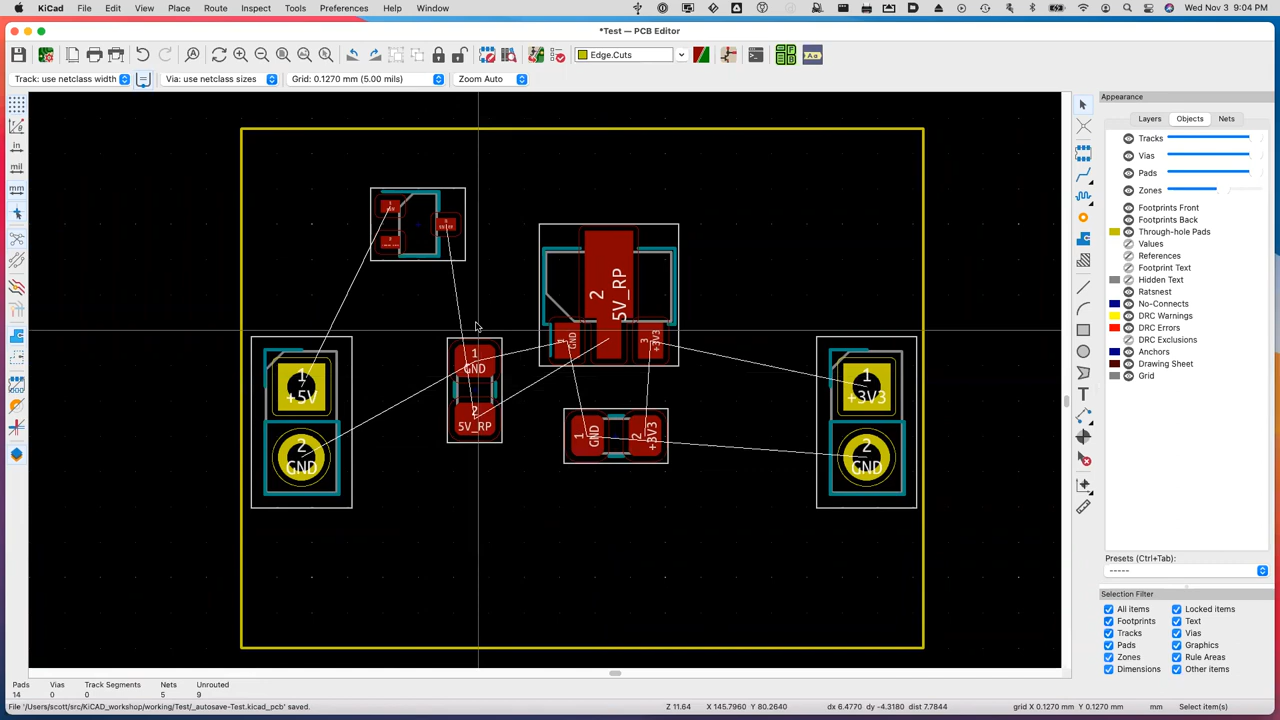 KiCad File Edit View Place Route Inspect Tools Preferences Help Window Wed Nov 3 9:04 PM
*Test — PCB Editor
Edge.Cuts
Track: use netclass width Via: use netclass sizes Grid: 0.1270 mm (5.00 mils) Zoom Auto
Appearance
Layers Objects Nets
Tracks
Vias
Pads
Zones
Footprints Front
Footprints Back
Through-hole Pads
Values
References
Footprint Text
Hidden Text
Ratsnest
No-Connects
DRC Warnings
DRC Errors
DRC Exclusions
Anchors
Drawing Sheet
Grid
Presets (Ctrl+Tab):
-----
Selection Filter
All items Locked items
Footprints Text
Tracks Vias
Pads Graphics
Zones Rule Areas
Dimensions Other items
in
mil
mm
2
5V_RP
1
GND
3
+3V3
1
+5V
2
GND
1
GND
2
5V_RP
1
GND
2
+3V3
1
+3V3
2
GND
Pads Vias Track Segments Nets Unrouted
14 0 0 5 9
File '/Users/scott/src/KiCAD_workshop/working/Test/_autosave-Test.kicad_pcb' saved. Z 11.64 X 145.7960 Y 80.2640 dx 6.4770 dy -4.3180 dist 7.7844 grid X 0.1270 Y 0.1270 mm Select item(s)